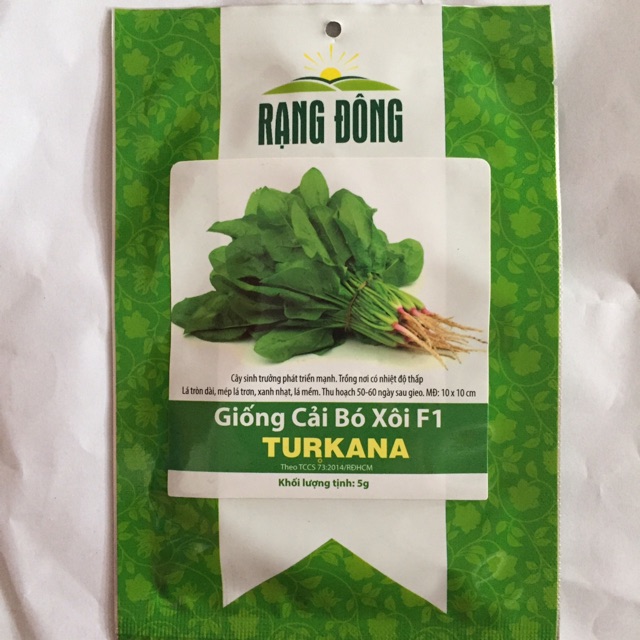 RẠNG ĐÔNG
Cây sinh trưởng phát triển mạnh. Trồng nơi có nhiệt độ thấp
Lá tròn dài, mép lá trơn, xanh nhạt, lá mềm. Thu hoạch 50-60 ngày sau gieo. MĐ: 10 x 10 cm
Giống Cải Bó Xôi F1
TURKANA
Theo TCCS 73:2014/REIHCM
Khối lượng tịnh: 5g